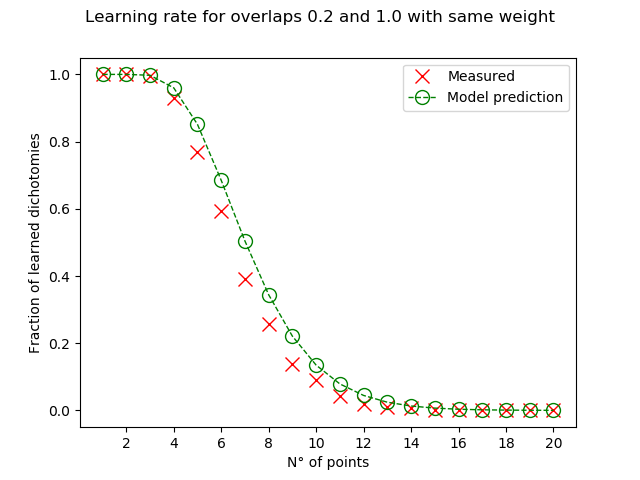 Learning rate for overlaps 0.2 and 1.0 with same weight
Measured
Model prediction
Fraction of learned dichotomies
1.0
0.8
0.6
0.4
0.2
0.0
2 4 6 8 10 12 14 16 18 20
N° of points